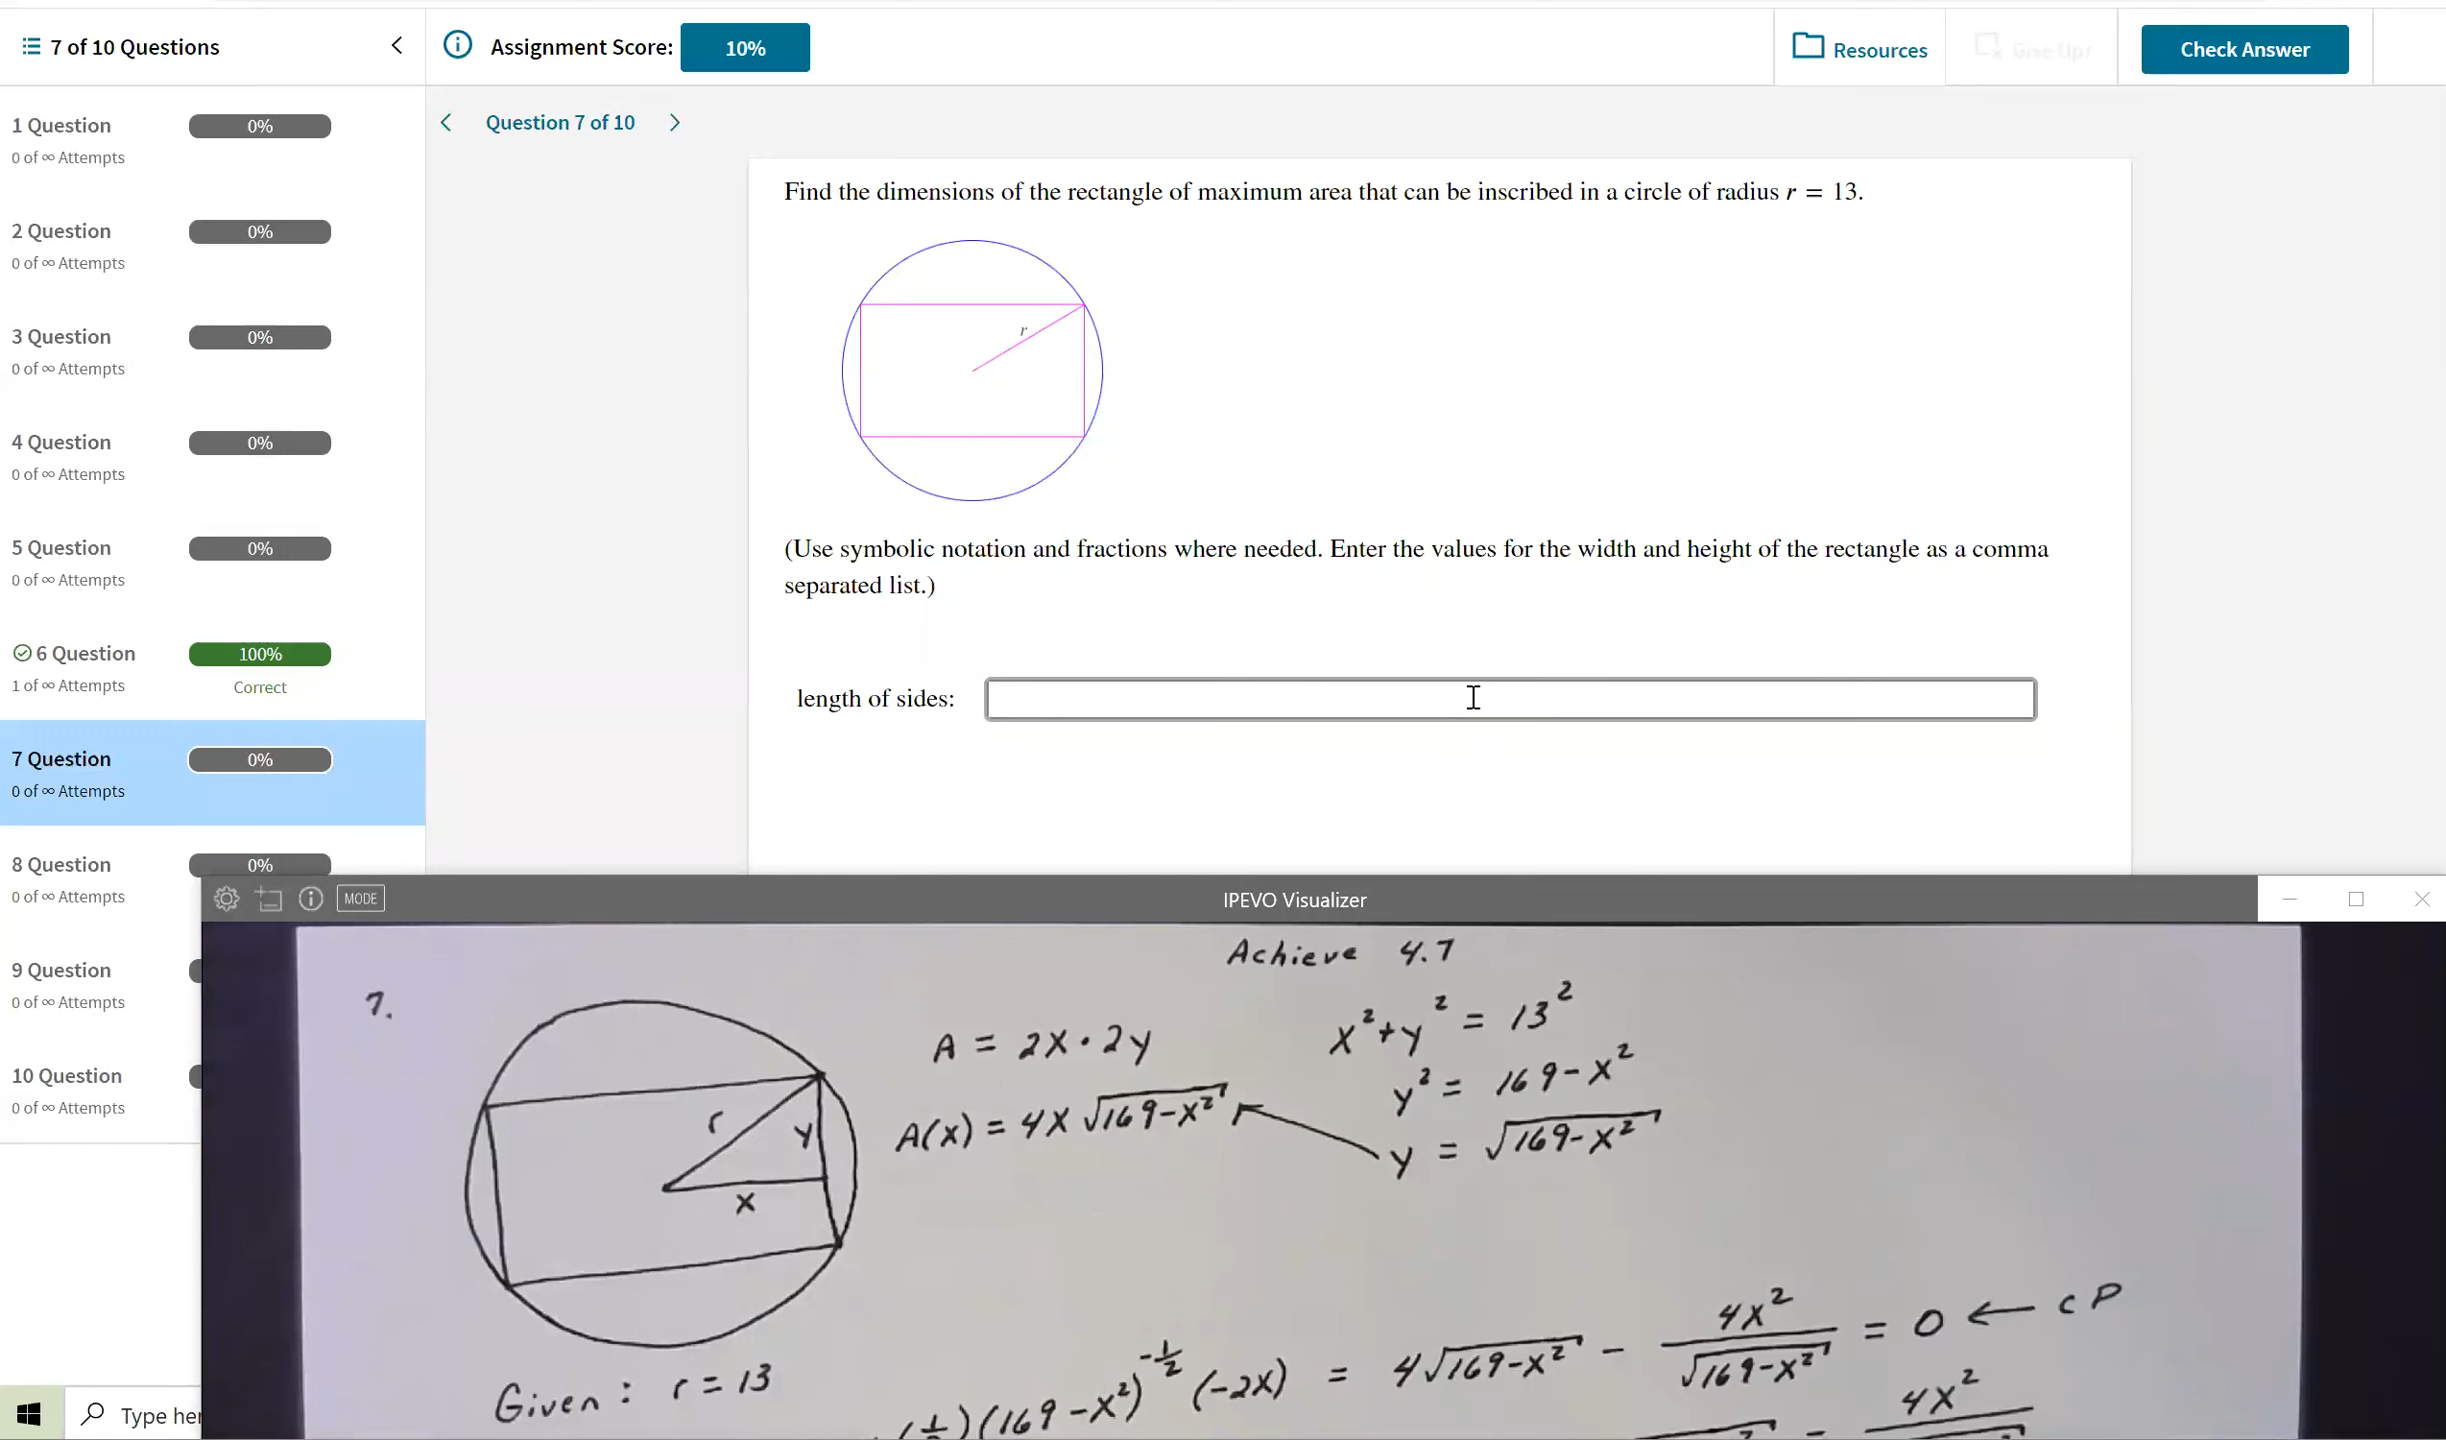 7 of 10 Questions
Assignment Score: 10%
Resources
Give Up?
Check Answer
1 Question 0%
0 of ∞ Attempts
2 Question 0%
0 of ∞ Attempts
3 Question 0%
0 of ∞ Attempts
4 Question 0%
0 of ∞ Attempts
5 Question 0%
0 of ∞ Attempts
6 Question 100%
1 of ∞ Attempts Correct
7 Question 0%
0 of ∞ Attempts
8 Question 0%
0 of ∞ Attempts
9 Question
0 of ∞ Attempts
10 Question
0 of ∞ Attempts
Question 7 of 10
Find the dimensions of the rectangle of maximum area that can be inscribed in a circle of radius r = 13.
r
(Use symbolic notation and fractions where needed. Enter the values for the width and height of the rectangle as a comma
separated list.)
length of sides:
MODE
IPEVO Visualizer
Achieve 4.7
7.
r
y
x
A = 2x · 2y
A(x) = 4x √(169-x²)
x² + y² = 13²
y² = 169 - x²
y = √(169-x²)
Given: r = 13
(169-x²)^(-1/2) (-2x) = 4√(169-x²) - 4x²/√(169-x²) = 0 ← CP
4x²
Type her